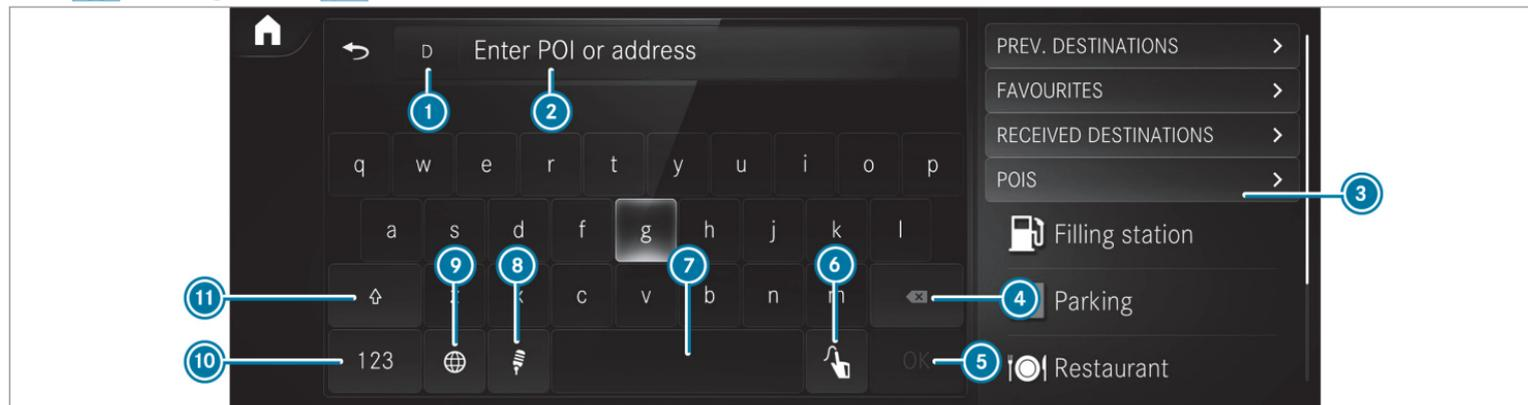 D Enter POI or address
1 2
q w e r t y u i o p
a s d f g h j k l
9 8 7 6
11 c v b n m 4
10 123 OK 5
PREV. DESTINATIONS
FAVOURITES
RECEIVED DESTINATIONS
POIS
3
Filling station
Parking
Restaurant